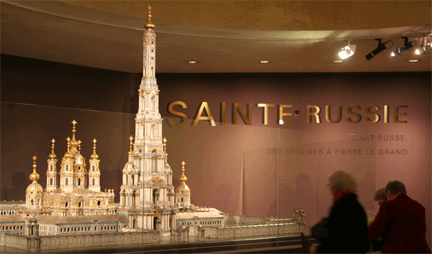 SAINTE-RUSSIE
L'ART RUSSE,
DES ORIGINES À PIERRE LE GRAND